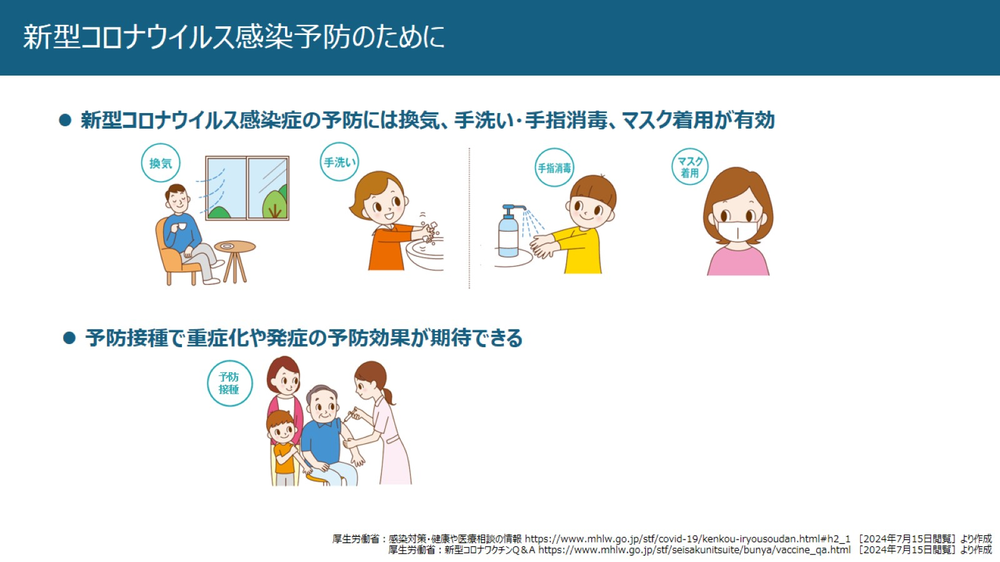 新型コロナウイルス感染予防のために
● 新型コロナウイルス感染症の予防には換気、手洗い・手指消毒、マスク着用が有効
換気
手洗い
手指消毒
マスク
着用
● 予防接種で重症化や発症の予防効果が期待できる
予防
接種
厚生労働省：感染対策・健康や医療相談の情報 https://www.mhlw.go.jp/stf/covid-19/kenkou-iryousoudan.html#h2_1 ［2024年7月15日閲覧］より作成
厚生労働省：新型コロナワクチンQ＆A https://www.mhlw.go.jp/stf/seisakunitsuite/bunya/vaccine_qa.html ［2024年7月15日閲覧］より作成